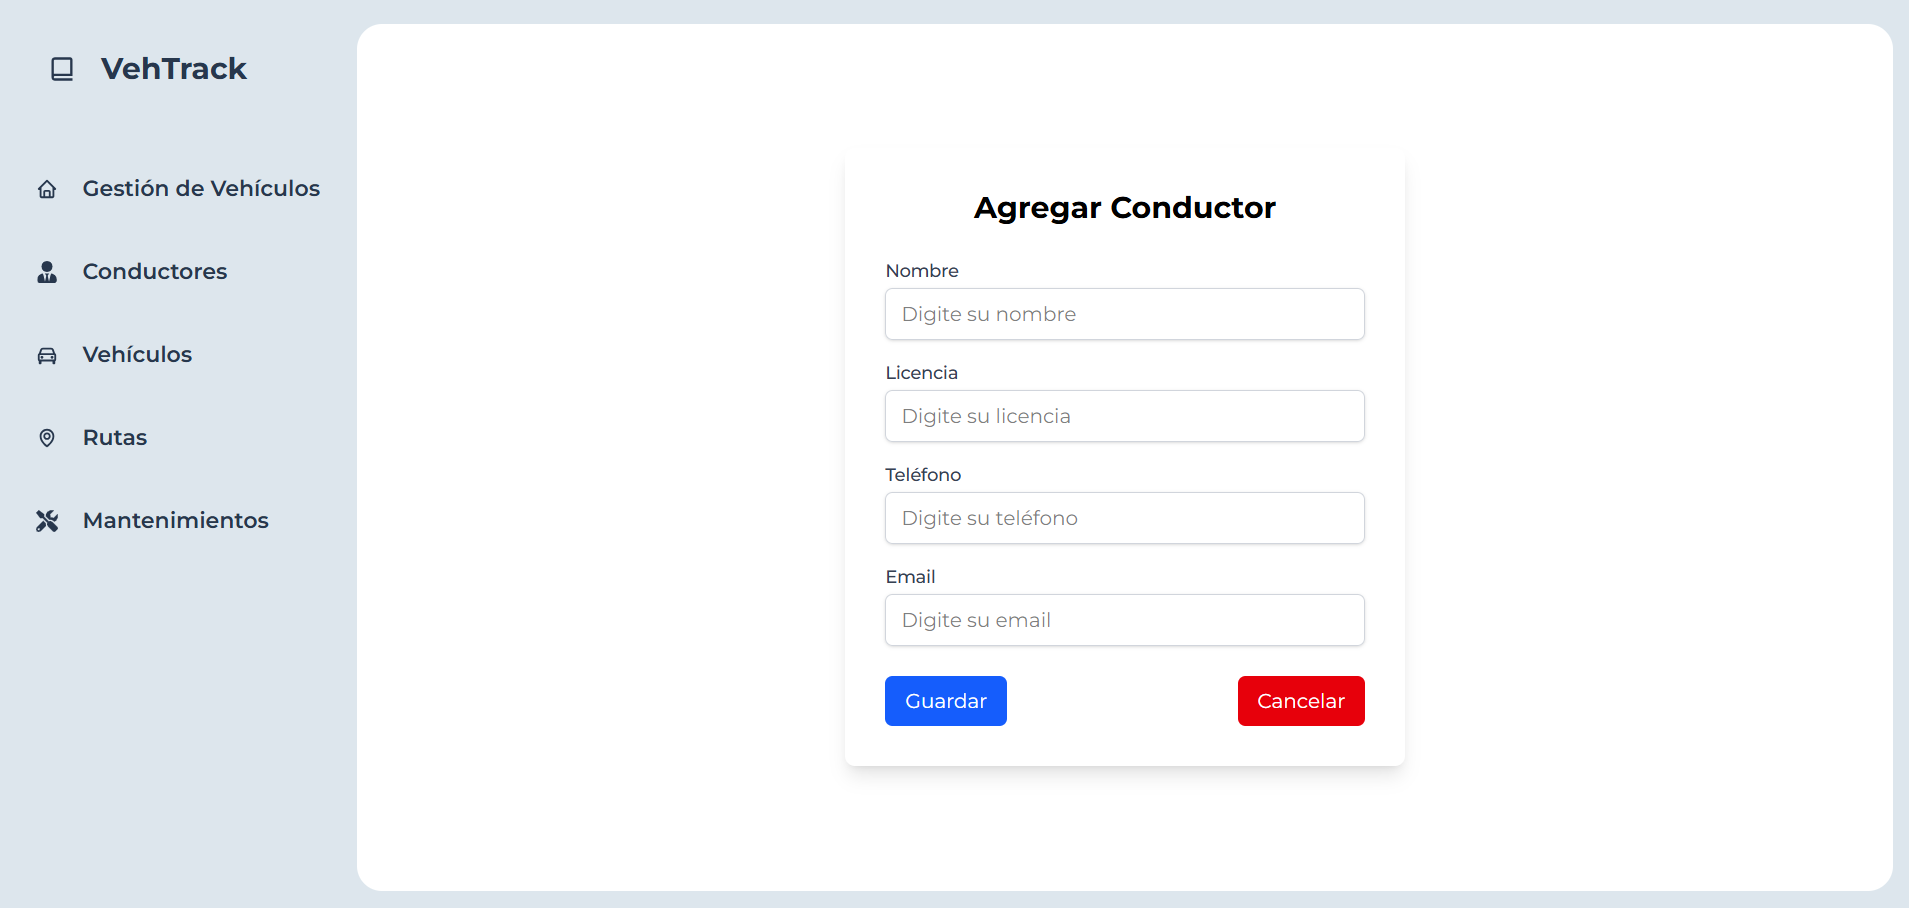 VehTrack
Gestión de Vehículos
Conductores
Vehículos
Rutas
Mantenimientos
Agregar Conductor
Nombre
Digite su nombre
Licencia
Digite su licencia
Teléfono
Digite su teléfono
Email
Digite su email
Guardar
Cancelar